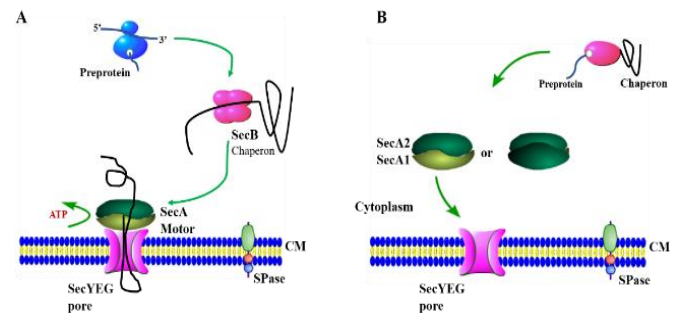 A
5'
3'
Preprotein
SecB
Chaperon
ATP
SecA
Motor
CM
SPase
SecYEG
pore
B
Preprotein
Chaperon
SecA2
SecA1
or
Cytoplasm
CM
SPase
SecYEG
pore